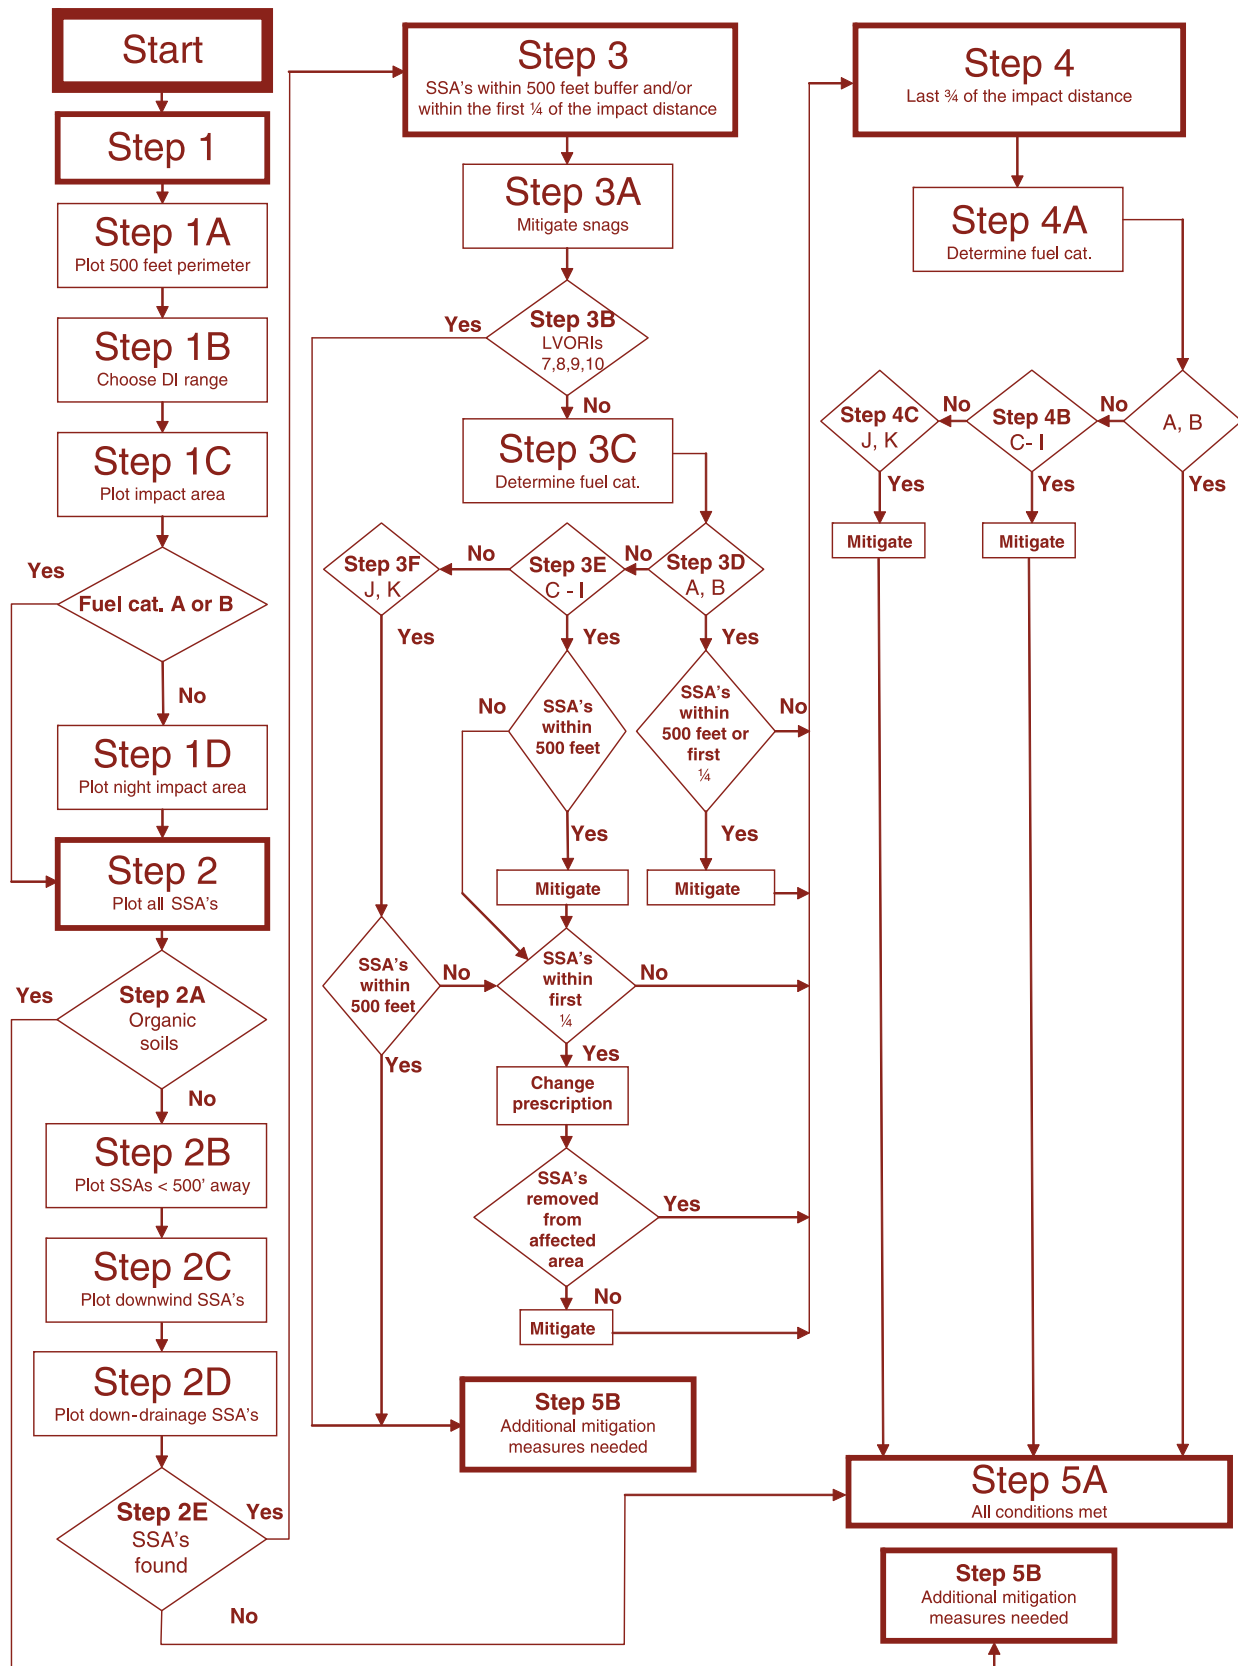 Start
Step 1
Step 1A
Plot 500 feet perimeter
Step 1B
Choose DI range
Step 1C
Plot impact area
Yes
Fuel cat. A or B
No
Step 1D
Plot night impact area
Step 2
Plot all SSA's
Yes
Step 2A
Organic
soils
No
Step 2B
Plot SSAs < 500' away
Step 2C
Plot downwind SSA's
Step 2D
Plot down-drainage SSA's
Step 2E
SSA's
found
Yes
No
Step 3
SSA's within 500 feet buffer and/or
within the first ¼ of the impact distance
Step 3A
Mitigate snags
Yes
Step 3B
LVORIs
7,8,9,10
No
Step 3C
Determine fuel cat.
Step 3F
J, K
No
Step 3E
C - I
No
Step 3D
A, B
Yes
Yes
Yes
No
SSA's
within
500 feet
SSA's
within
500 feet or
first
¼
No
Yes
Yes
Mitigate
Mitigate
SSA's
within
500 feet
No
SSA's
within
first
¼
No
Yes
Yes
Change
prescription
SSA's
removed
from
affected
area
Yes
No
Mitigate
Step 5B
Additional mitigation
measures needed
Step 4
Last ¾ of the impact distance
Step 4A
Determine fuel cat.
Step 4C
J, K
No
Step 4B
C- I
No
A, B
Yes
Yes
Yes
Mitigate
Mitigate
Step 5A
All conditions met
Step 5B
Additional mitigation
measures needed